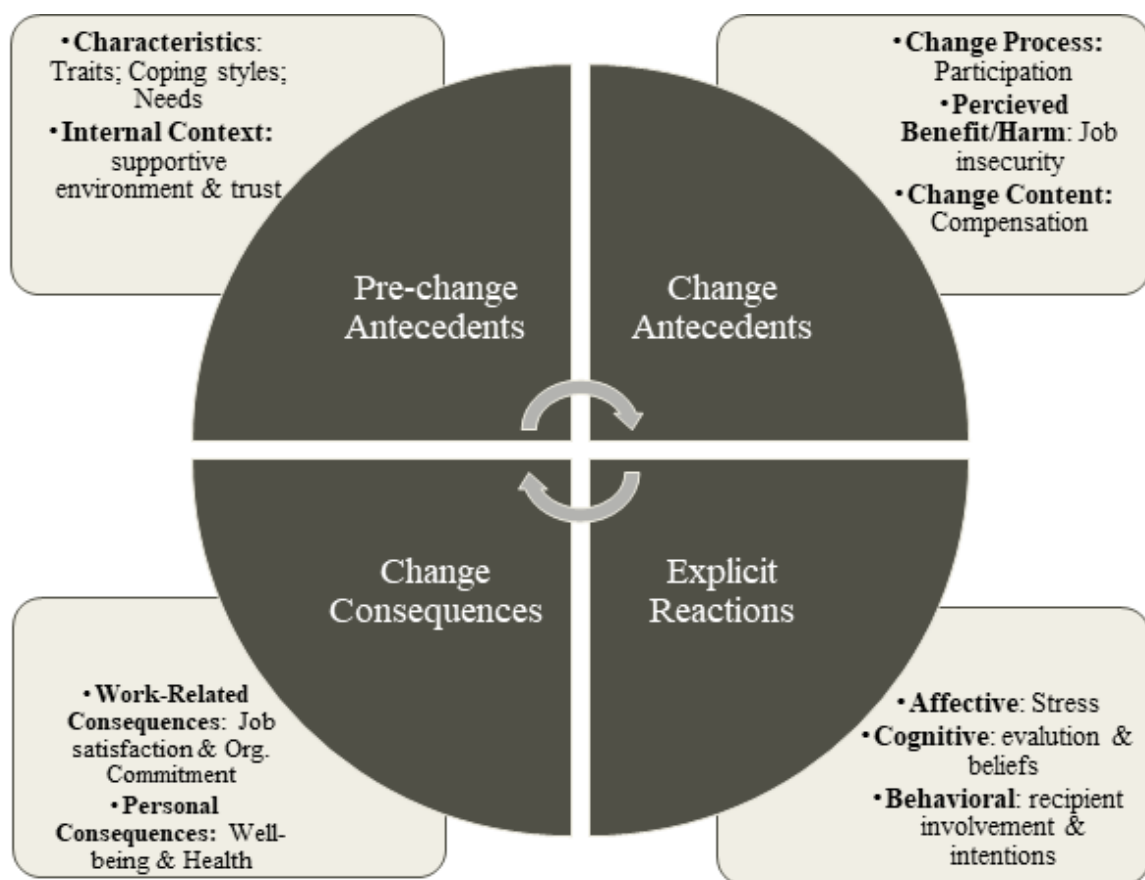 •Characteristics:
Traits; Coping styles;
Needs
•Internal Context:
supportive
environment & trust
•Change Process:
Participation
•Percieved
Benefit/Harm: Job
insecurity
•Change Content:
Compensation
Pre-change
Antecedents
Change
Antecedents
Change
Consequences
Explicit
Reactions
•Work-Related
Consequences: Job
satisfaction & Org.
Commitment
•Personal
Consequences: Well-
being & Health
•Affective: Stress
•Cognitive: evalution &
beliefs
•Behavioral: recipient
involvement &
intentions